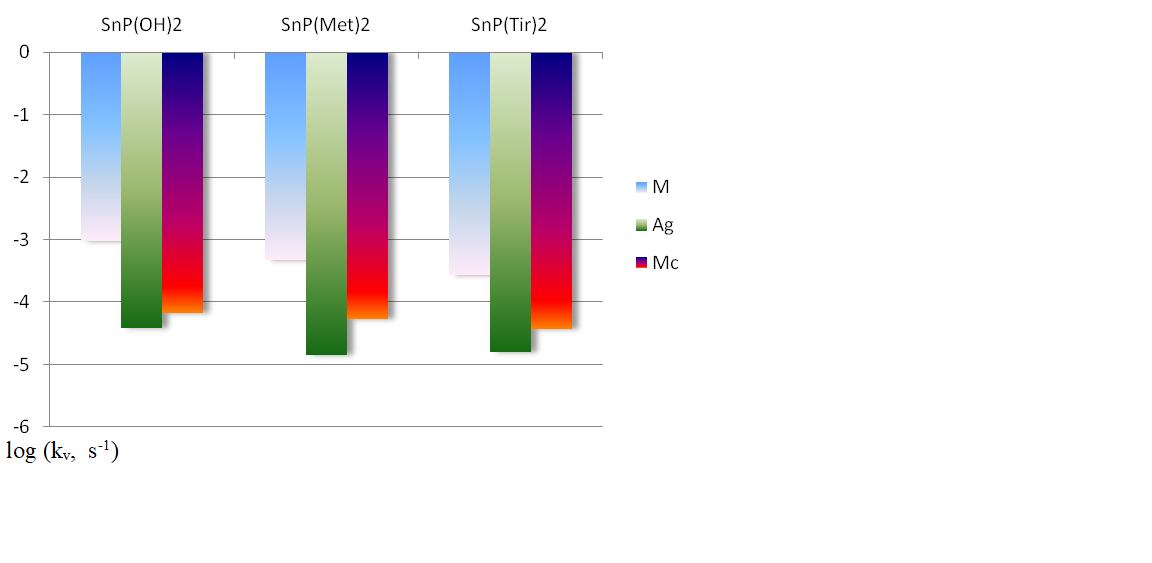 SnP(OH)2 SnP(Met)2 SnP(Tir)2
0
-1
-2
-3
-4
-5
-6
M
Ag
Mc
log (kv, s-1)